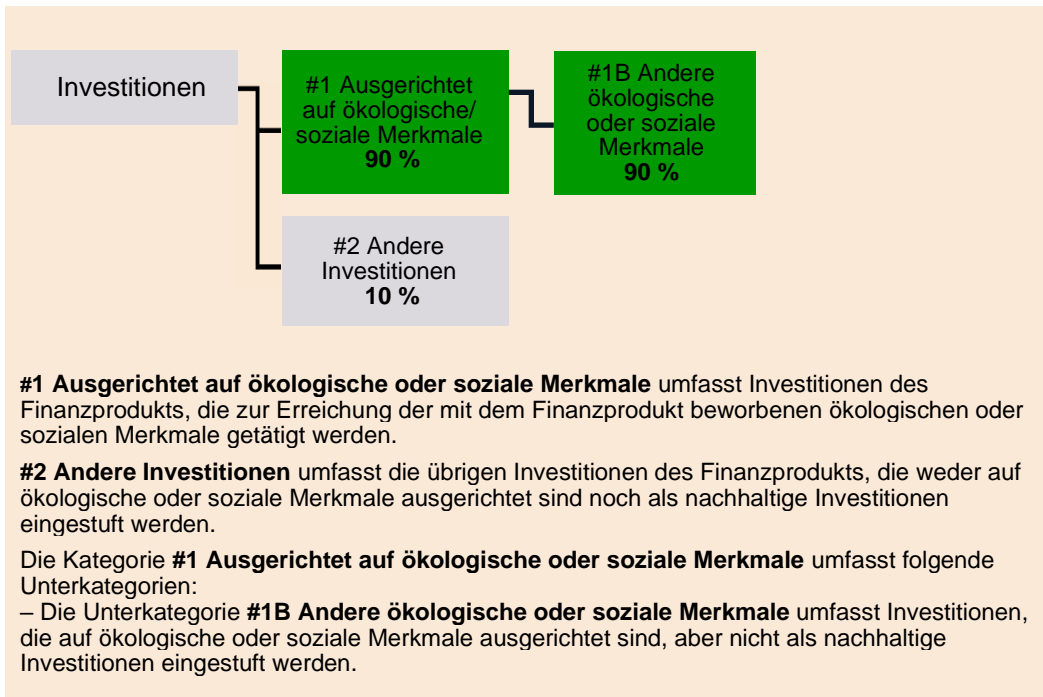 Investitionen
#1 Ausgerichtet
auf ökologische/
soziale Merkmale
90 %
#1B Andere
ökologische
oder soziale
Merkmale
90 %
#2 Andere
Investitionen
10 %
#1 Ausgerichtet auf ökologische oder soziale Merkmale umfasst Investitionen des
Finanzprodukts, die zur Erreichung der mit dem Finanzprodukt beworbenen ökologischen oder
sozialen Merkmale getätigt werden.
#2 Andere Investitionen umfasst die übrigen Investitionen des Finanzprodukts, die weder auf
ökologische oder soziale Merkmale ausgerichtet sind noch als nachhaltige Investitionen
eingestuft werden.
Die Kategorie #1 Ausgerichtet auf ökologische oder soziale Merkmale umfasst folgende
Unterkategorien:
– Die Unterkategorie #1B Andere ökologische oder soziale Merkmale umfasst Investitionen,
die auf ökologische oder soziale Merkmale ausgerichtet sind, aber nicht als nachhaltige
Investitionen eingestuft werden.